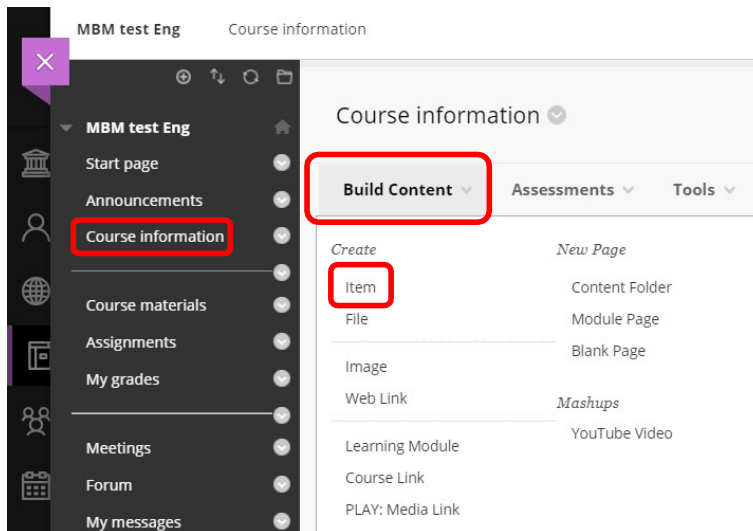 MBM test Eng Course information
MBM test Eng
Start page
Announcements
Course information
Course materials
Assignments
My grades
Meetings
Forum
My messages
Course information
Build Content Assessments Tools
Create
Item
File
Image
Web Link
Learning Module
Course Link
PLAY: Media Link
New Page
Content Folder
Module Page
Blank Page
Mashups
YouTube Video